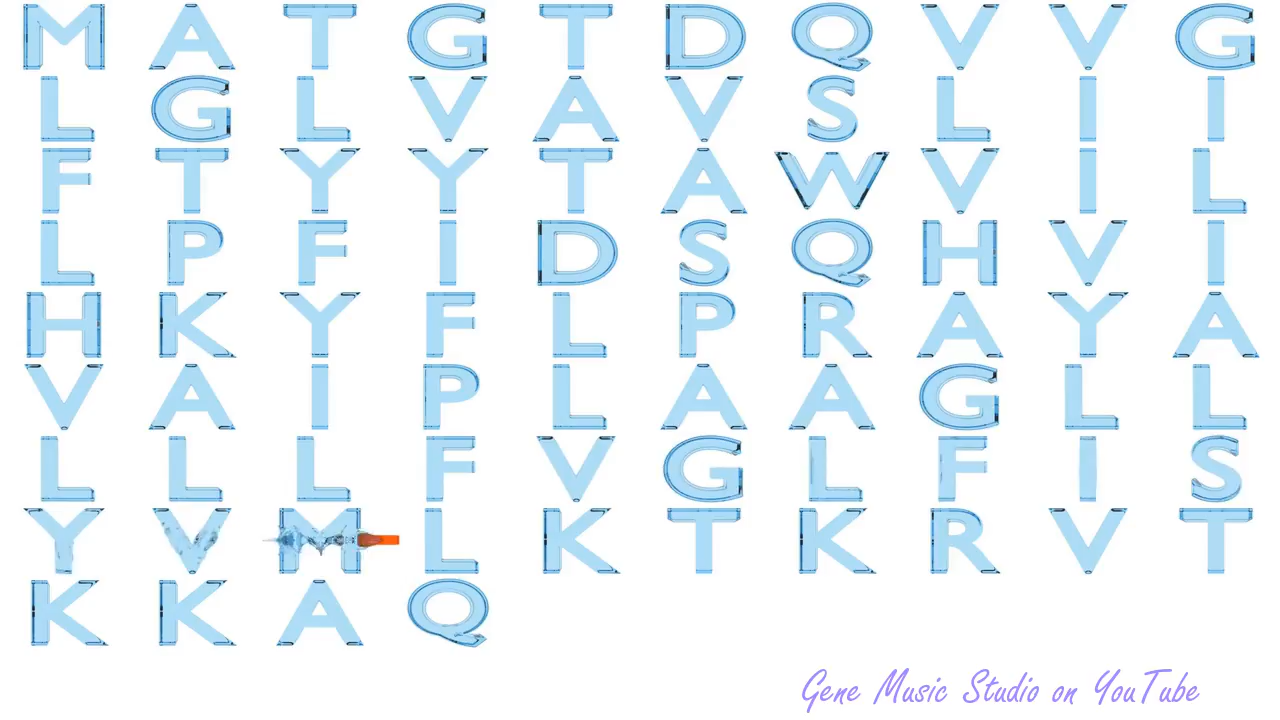 M A T G T D Q V V G
L G L V A V S L I I
F T Y Y T A W V I L
L P F I D S Q H V I
H K Y F L P R A Y A
V A I P L A A G L L
L L L F V G L F I S
Y V M L K T K R V T
K K A Q
Gene Music Studio on YouTube